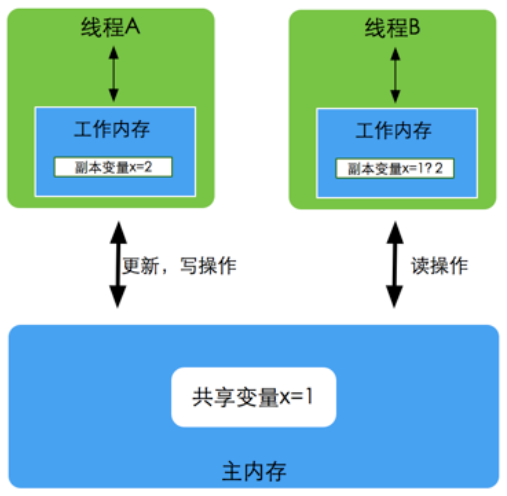 线程A
线程B
工作内存
工作内存
副本变量x=2
副本变量x=1?2
更新，写操作
读操作
共享变量x=1
主内存